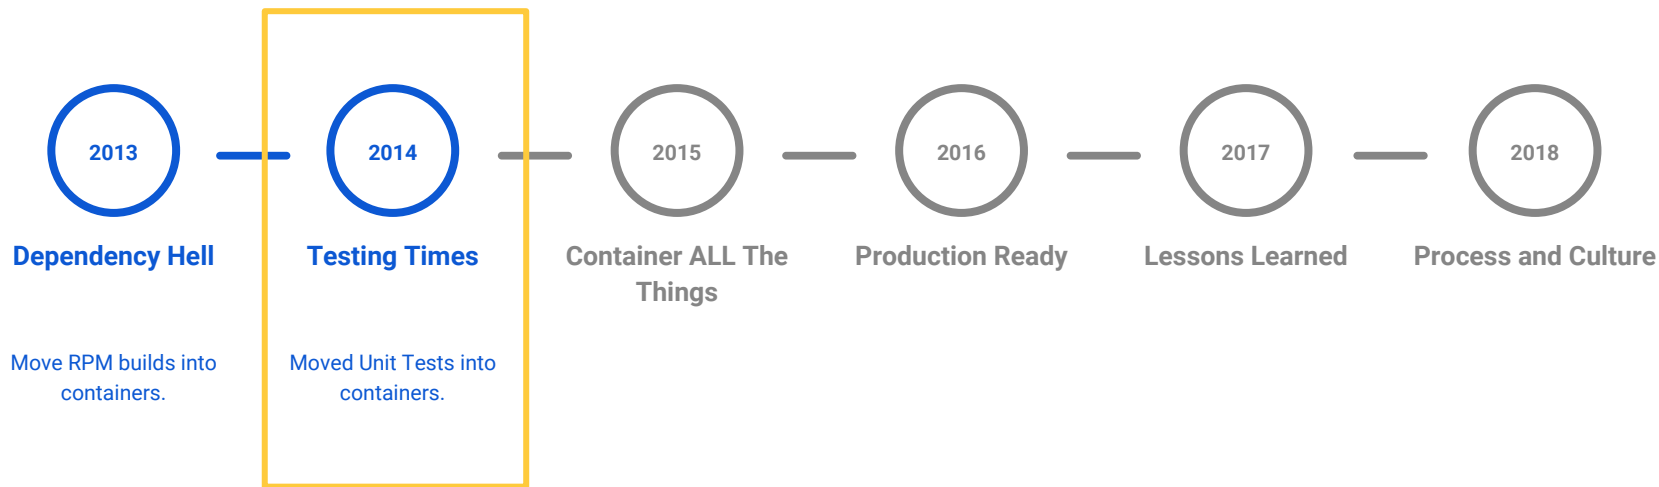 2013
2014
2015
2016
2017
2018
Dependency Hell
Testing Times
Container ALL The
Things
Production Ready
Lessons Learned
Process and Culture
Move RPM builds into
containers.
Moved Unit Tests into
containers.